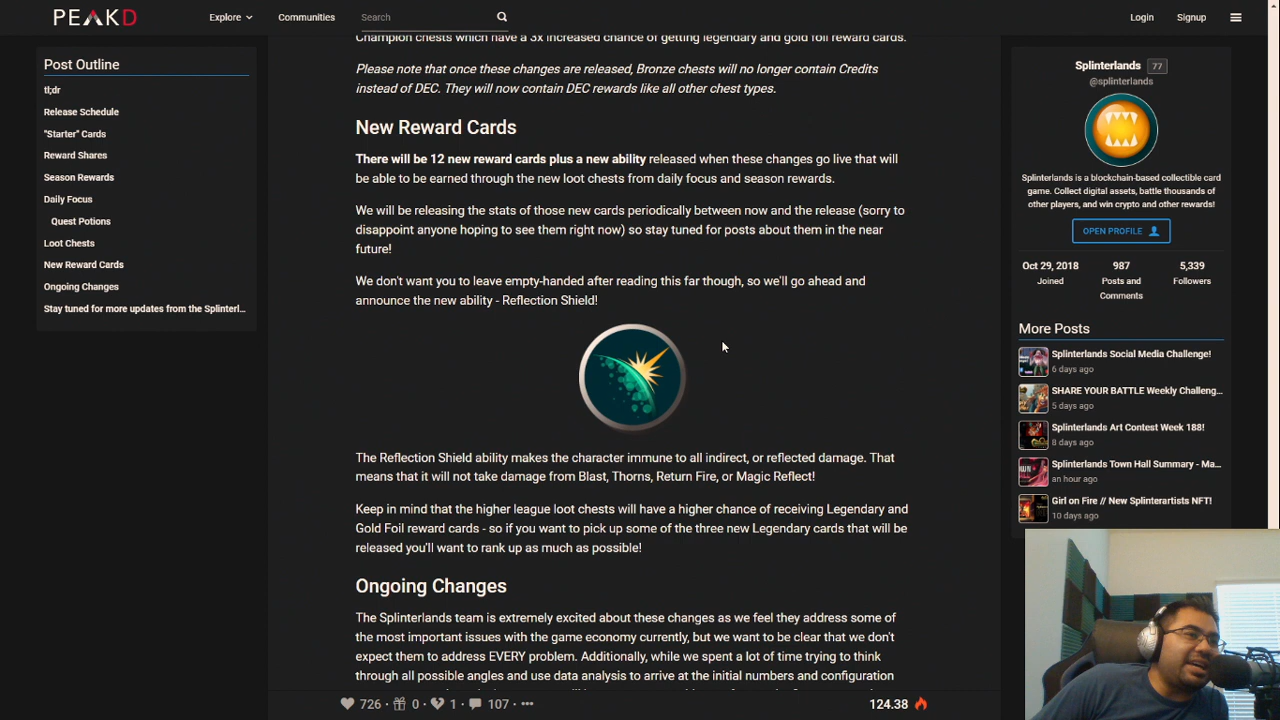 PEAKD
Explore
Communities
Search
Login
Signup
Post Outline
tl;dr
Release Schedule
"Starter" Cards
Reward Shares
Season Rewards
Daily Focus
Quest Potions
Loot Chests
New Reward Cards
Ongoing Changes
Stay tuned for more updates from the Splinterl...
Champion chests which have a 3x increased chance of getting legendary and gold foil reward cards.
Please note that once these changes are released, Bronze chests will no longer contain Credits
instead of DEC. They will now contain DEC rewards like all other chest types.
New Reward Cards
There will be 12 new reward cards plus a new ability released when these changes go live that will
be able to be earned through the new loot chests from daily focus and season rewards.
We will be releasing the stats of those new cards periodically between now and the release (sorry to
disappoint anyone hoping to see them right now) so stay tuned for posts about them in the near
future!
We don't want you to leave empty-handed after reading this far though, so we'll go ahead and
announce the new ability - Reflection Shield!
The Reflection Shield ability makes the character immune to all indirect, or reflected damage. That
means that it will not take damage from Blast, Thorns, Return Fire, or Magic Reflect!
Keep in mind that the higher league loot chests will have a higher chance of receiving Legendary and
Gold Foil reward cards - so if you want to pick up some of the three new Legendary cards that will be
released you'll want to rank up as much as possible!
Ongoing Changes
The Splinterlands team is extremely excited about these changes as we feel they address some of
the most important issues with the game economy currently, but we want to be clear that we don't
expect them to address EVERY problem. Additionally, while we spent a lot of time trying to think
through all possible angles and use data analysis to arrive at the initial numbers and configuration
726 0 1 107 ...
124.38
Splinterlands 77
@splinterlands
Splinterlands is a blockchain-based collectible card
game. Collect digital assets, battle thousands of
other players, and win crypto and other rewards!
OPEN PROFILE
Oct 29, 2018 987 5,339
Joined Posts and Followers
Comments
More Posts
Splinterlands Social Media Challenge!
6 days ago
SHARE YOUR BATTLE Weekly Challeng...
5 days ago
Splinterlands Art Contest Week 188!
8 days ago
Splinterlands Town Hall Summary - Ma...
an hour ago
Girl on Fire // New Splinterartists NFT!
10 days ago